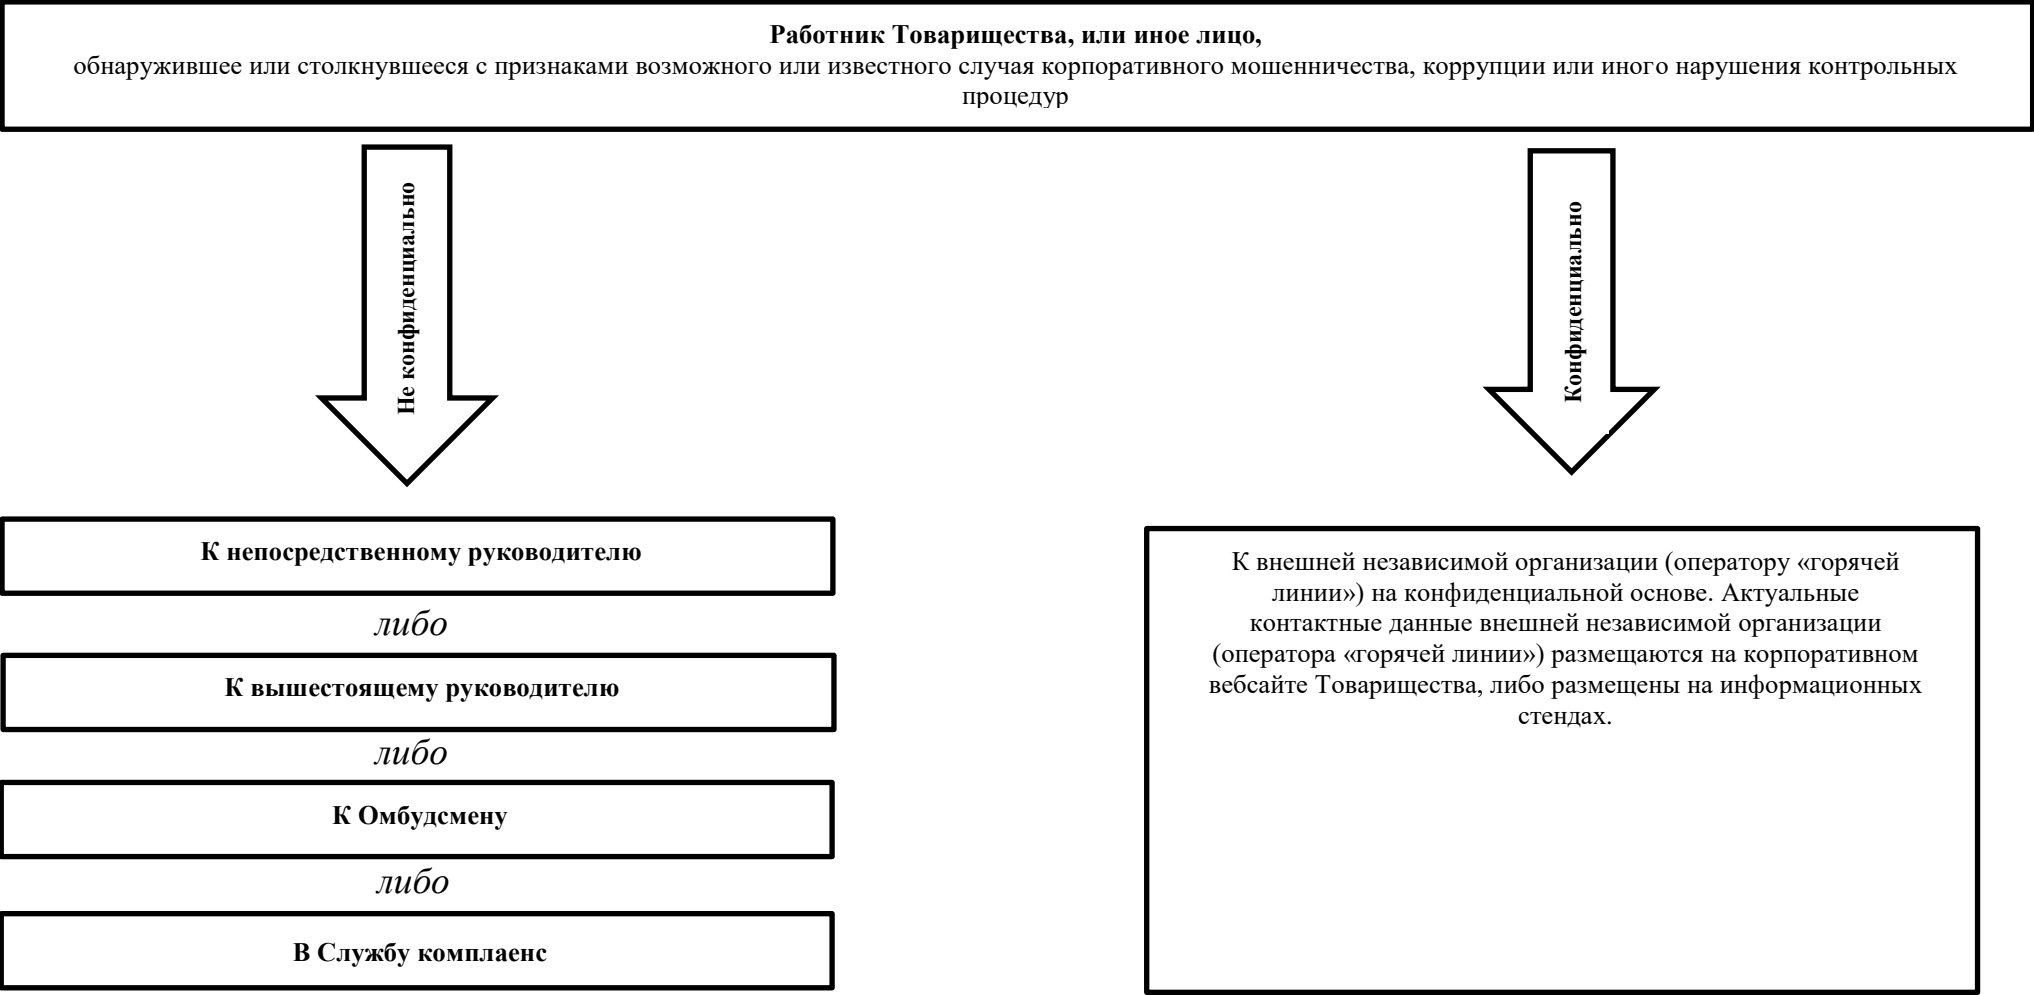 Работник Товарищества, или иное лицо,
обнаружившее или столкнувшееся с признаками возможного или известного случая корпоративного мошенничества, коррупции или иного нарушения контрольных
процедур
Не конфиденциально
Конфиденциально
К непосредственному руководителю
либо
К вышестоящему руководителю
либо
К Омбудсмену
либо
В Службу комплаенс
К внешней независимой организации (оператору «горячей
линии») на конфиденциальной основе. Актуальные
контактные данные внешней независимой организации
(оператора «горячей линии») размещаются на корпоративном
вебсайте Товарищества, либо размещены на информационных
стендах.